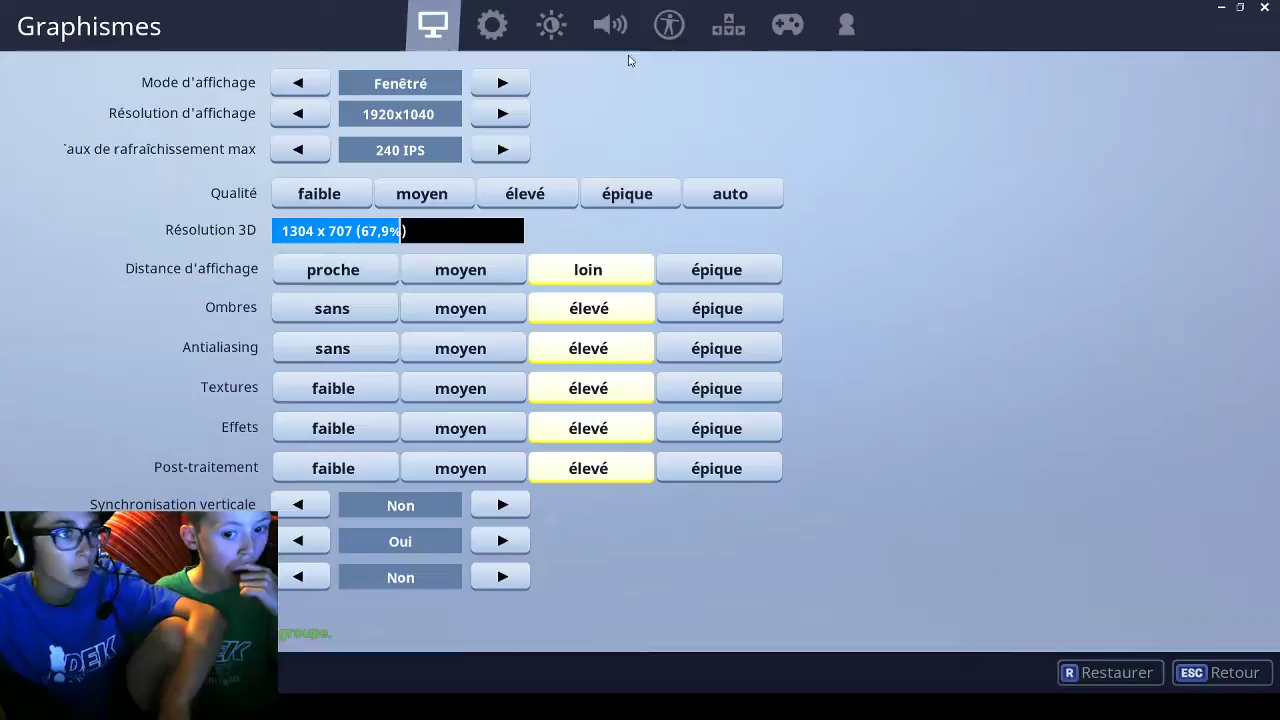 Graphismes
Mode d'affichage ◄ Fenêtré ►
Résolution d'affichage ◄ 1920x1040 ►
aux de rafraîchissement max ◄ 240 IPS ►
Qualité faible moyen élevé épique auto
Résolution 3D 1304 x 707 (67,9%)
Distance d'affichage proche moyen loin épique
Ombres sans moyen élevé épique
Antialiasing sans moyen élevé épique
Textures faible moyen élevé épique
Effets faible moyen élevé épique
Post-traitement faible moyen élevé épique
Synchronisation verticale ◄ Non ►
◄ Oui ►
◄ Non ►
groupe.
DEK
R Restaurer ESC Retour